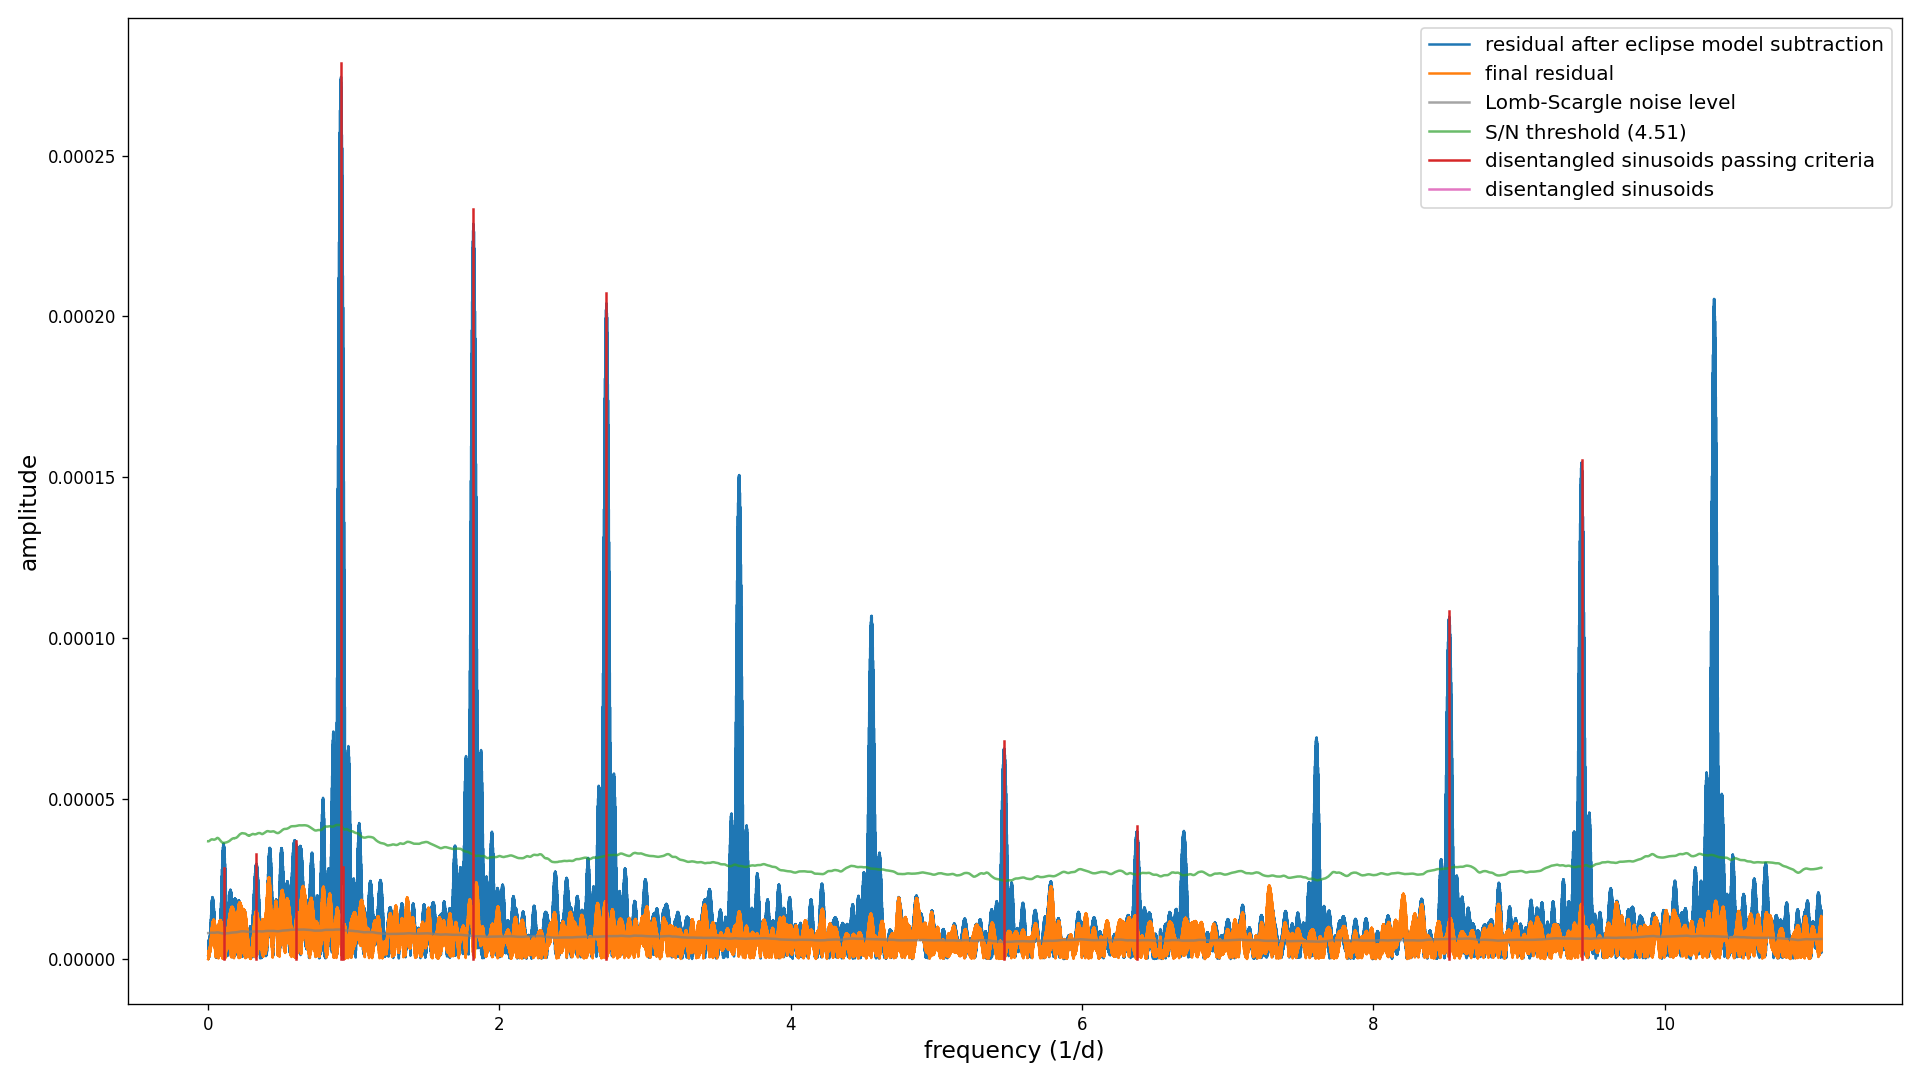 residual after eclipse model subtraction
final residual
Lomb-Scargle noise level
S/N threshold (4.51)
disentangled sinusoids passing criteria
disentangled sinusoids
amplitude
0.00025
0.00020
0.00015
0.00010
0.00005
0.00000
0 2 4 6 8 10
frequency (1/d)